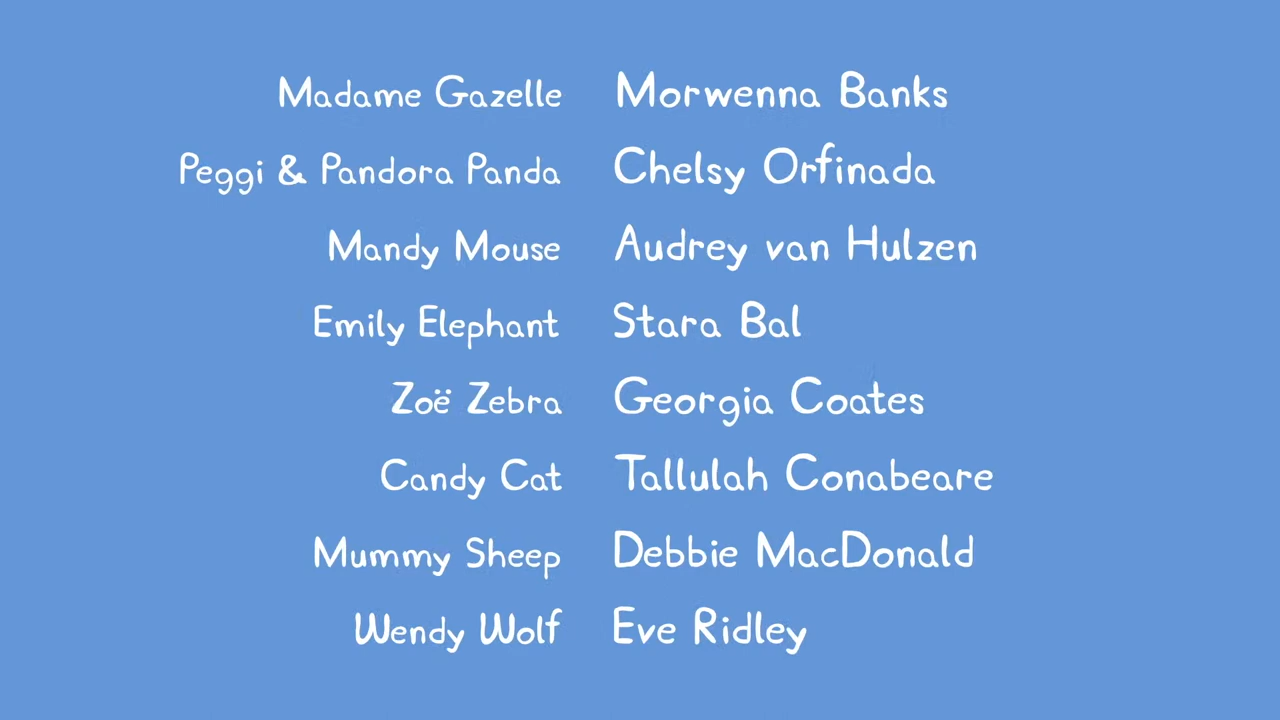 Madame Gazelle Morwenna Banks
Peggi & Pandora Panda Chelsy Orfinada
Mandy Mouse Audrey van Hulzen
Emily Elephant Stara Bal
Zoë Zebra Georgia Coates
Candy Cat Tallulah Conabeare
Mummy Sheep Debbie MacDonald
Wendy Wolf Eve Ridley